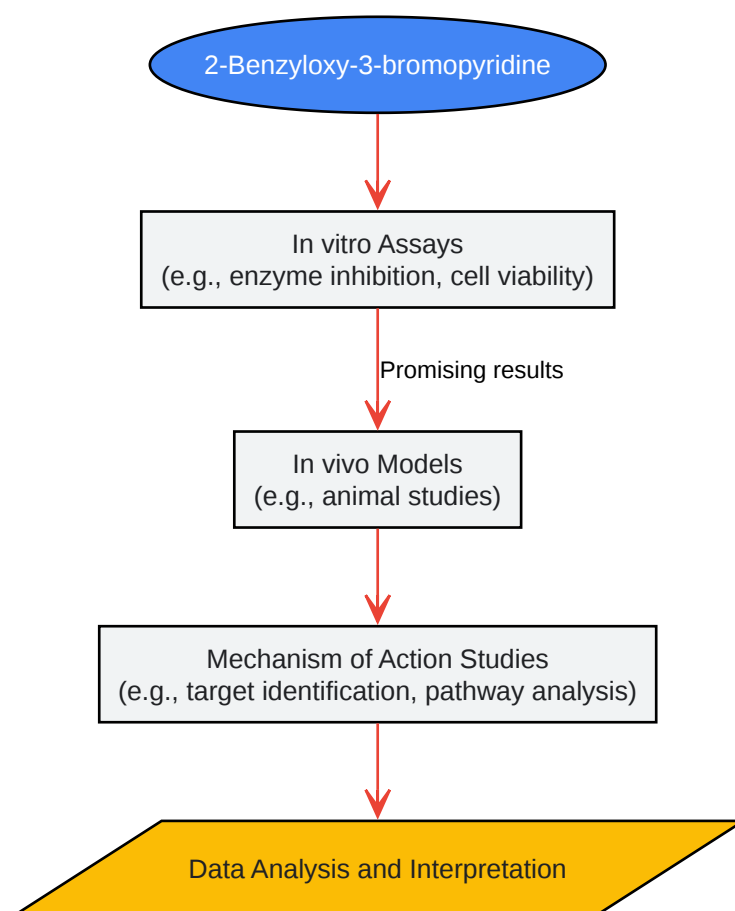 2-Benzyloxy-3-bromopyridine
In vitro Assays
(e.g., enzyme inhibition, cell viability)
Promising results
In vivo Models
(e.g., animal studies)
Mechanism of Action Studies
(e.g., target identification, pathway analysis)
Data Analysis and Interpretation